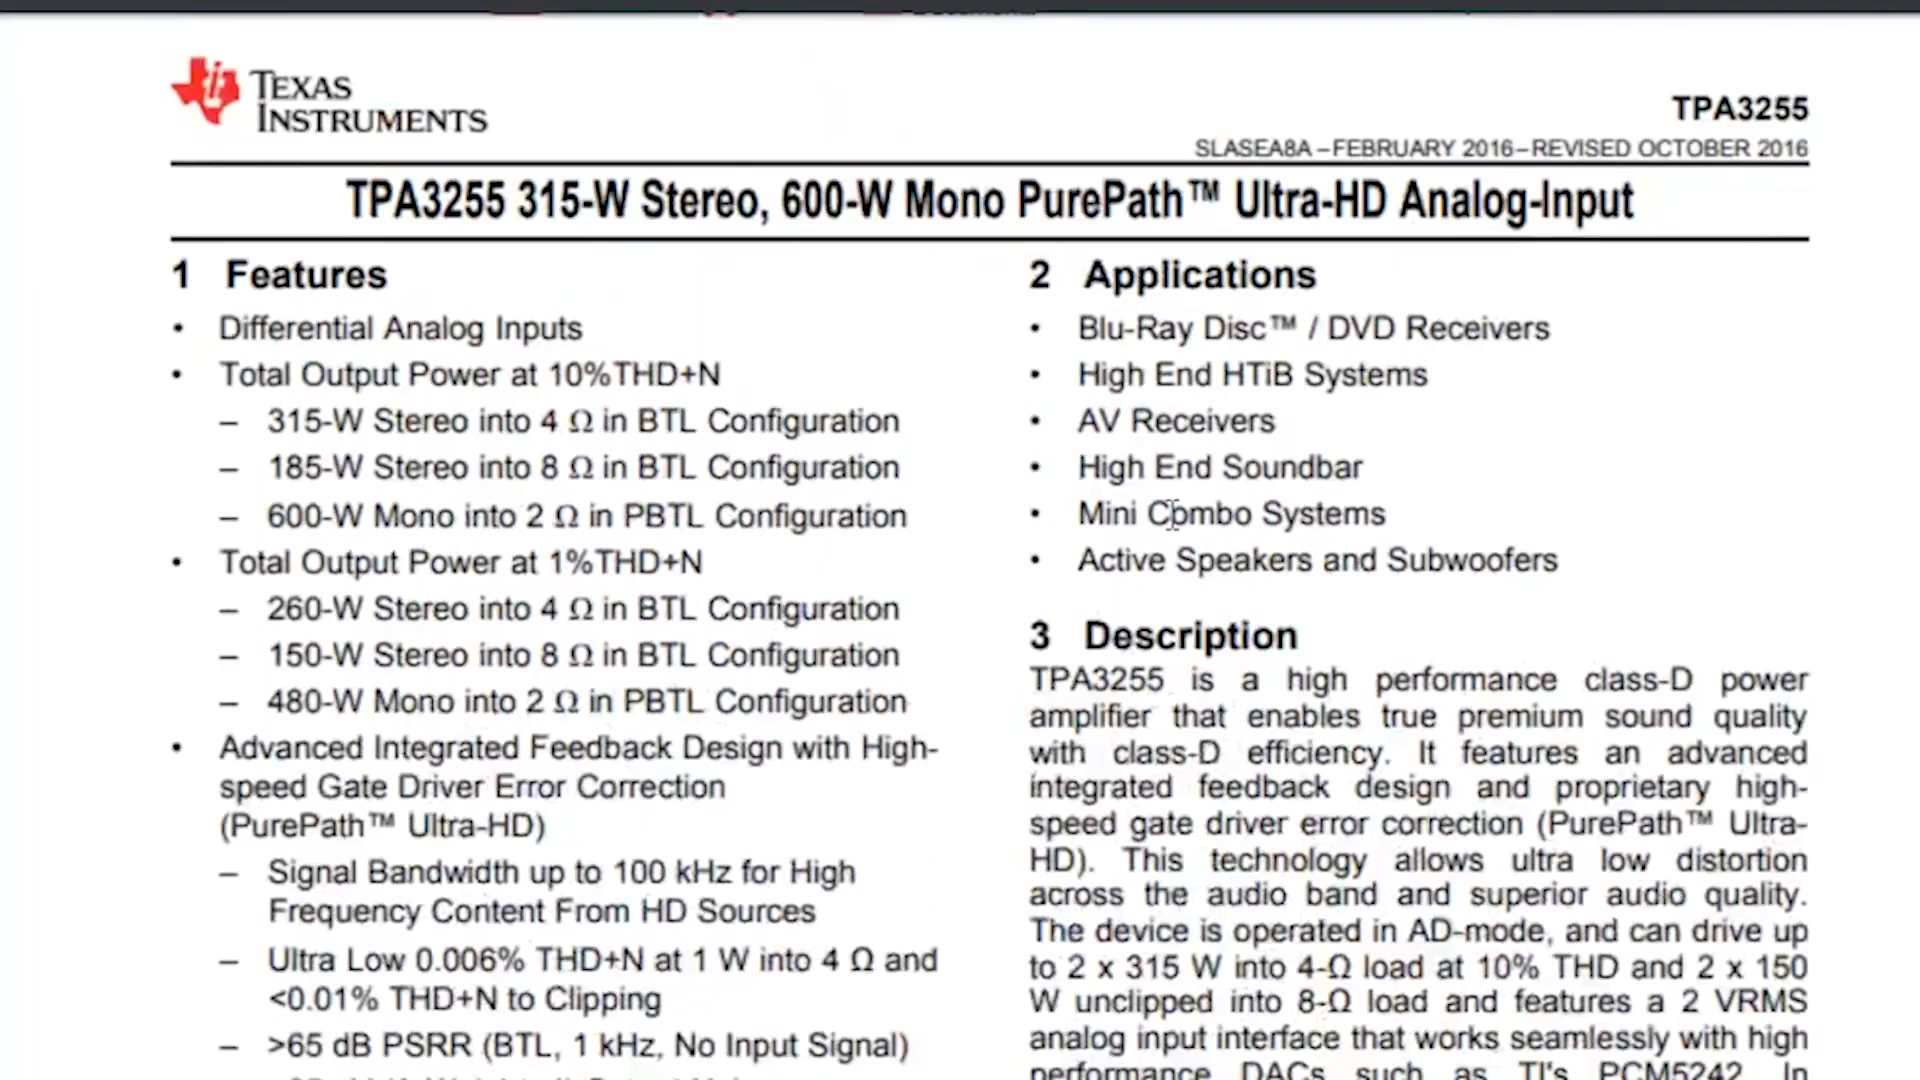 TEXAS
INSTRUMENTS
TPA3255
SLASEA8A –FEBRUARY 2016–REVISED OCTOBER 2016
TPA3255 315-W Stereo, 600-W Mono PurePath™ Ultra-HD Analog-Input
1 Features
• Differential Analog Inputs
• Total Output Power at 10%THD+N
– 315-W Stereo into 4 Ω in BTL Configuration
– 185-W Stereo into 8 Ω in BTL Configuration
– 600-W Mono into 2 Ω in PBTL Configuration
• Total Output Power at 1%THD+N
– 260-W Stereo into 4 Ω in BTL Configuration
– 150-W Stereo into 8 Ω in BTL Configuration
– 480-W Mono into 2 Ω in PBTL Configuration
• Advanced Integrated Feedback Design with High-
speed Gate Driver Error Correction
(PurePath™ Ultra-HD)
– Signal Bandwidth up to 100 kHz for High
Frequency Content From HD Sources
– Ultra Low 0.006% THD+N at 1 W into 4 Ω and
<0.01% THD+N to Clipping
– >65 dB PSRR (BTL, 1 kHz, No Input Signal)
2 Applications
• Blu-Ray Disc™ / DVD Receivers
• High End HTiB Systems
• AV Receivers
• High End Soundbar
• Mini Combo Systems
• Active Speakers and Subwoofers
3 Description
TPA3255 is a high performance class-D power
amplifier that enables true premium sound quality
with class-D efficiency. It features an advanced
integrated feedback design and proprietary high-
speed gate driver error correction (PurePath™ Ultra-
HD). This technology allows ultra low distortion
across the audio band and superior audio quality.
The device is operated in AD-mode, and can drive up
to 2 x 315 W into 4-Ω load at 10% THD and 2 x 150
W unclipped into 8-Ω load and features a 2 VRMS
analog input interface that works seamlessly with high
performance DACs such as TI's PCM5242. In